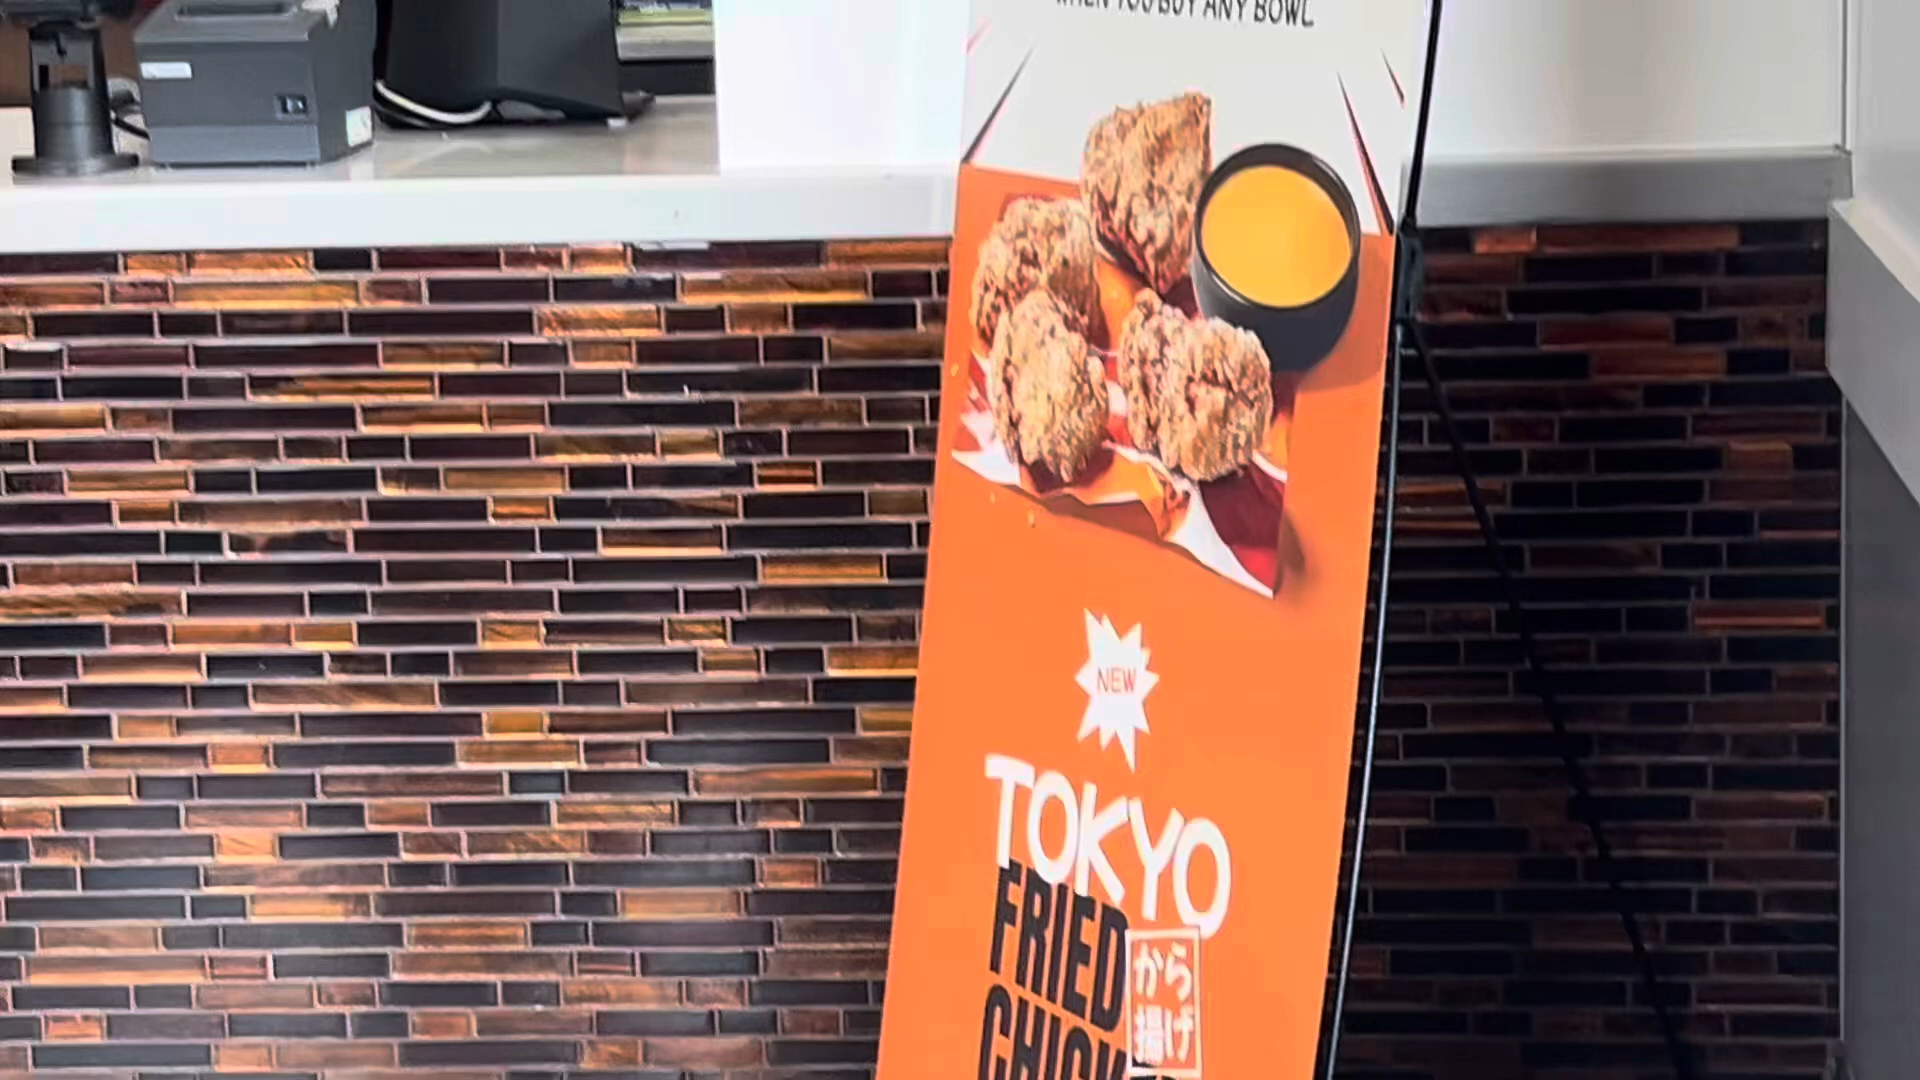 WHEN YOU BUY ANY BOWL
NEW
TOKYO
FRIED
から
揚げ